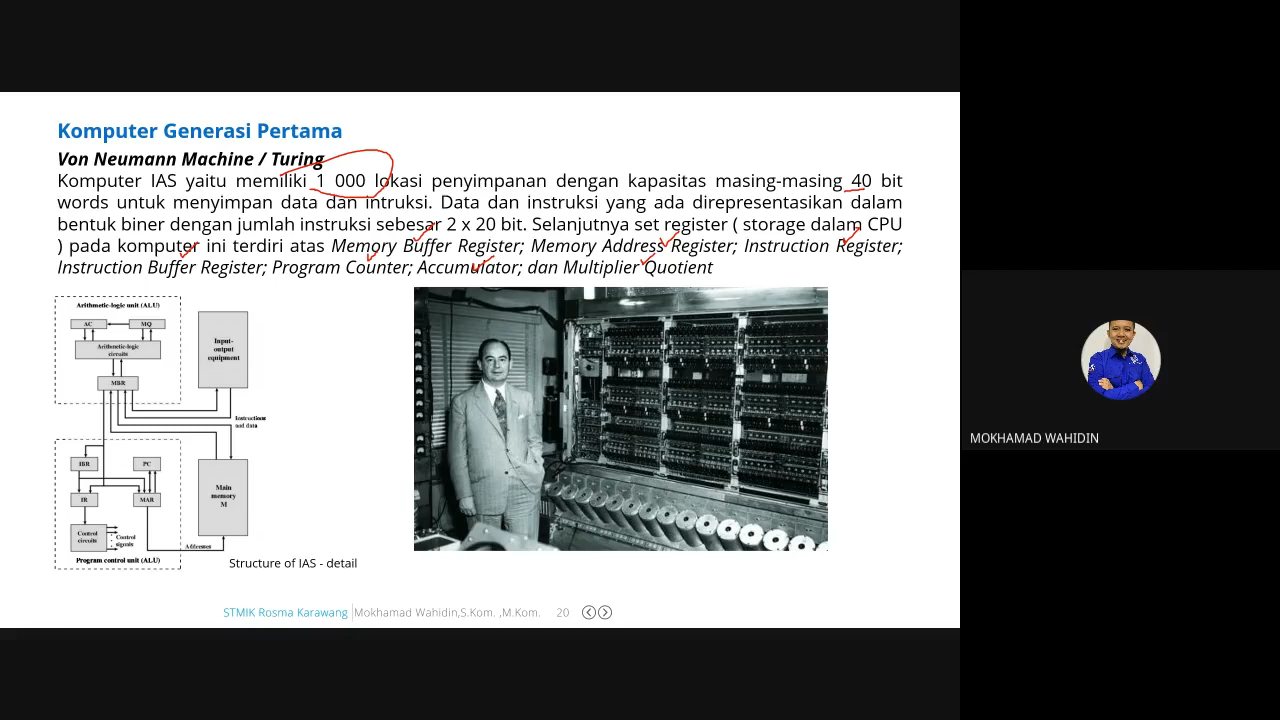 Komputer Generasi Pertama
Von Neumann Machine / Turing
Komputer IAS yaitu memiliki 1 000 lokasi penyimpanan dengan kapasitas masing-masing 40 bit
words untuk menyimpan data dan intruksi. Data dan instruksi yang ada direpresentasikan dalam
bentuk biner dengan jumlah instruksi sebesar 2 x 20 bit. Selanjutnya set register ( storage dalam CPU
) pada komputer ini terdiri atas Memory Buffer Register; Memory Address Register; Instruction Register;
Instruction Buffer Register; Program Counter; Accumulator; dan Multiplier Quotient
Arithmetic-logic unit (ALU)
AC
MQ
Arithmetic-logic
circuits
MBR
Input-
output
equipment
Instructions
and data
IBR
PC
IR
MAR
Main
memory
M
Control
circuits
Control
signals
Addresses
Program control unit (ALU)
Structure of IAS - detail
STMIK Rosma Karawang Mokhamad Wahidin,S.Kom. ,M.Kom. 20
MOKHAMAD WAHIDIN